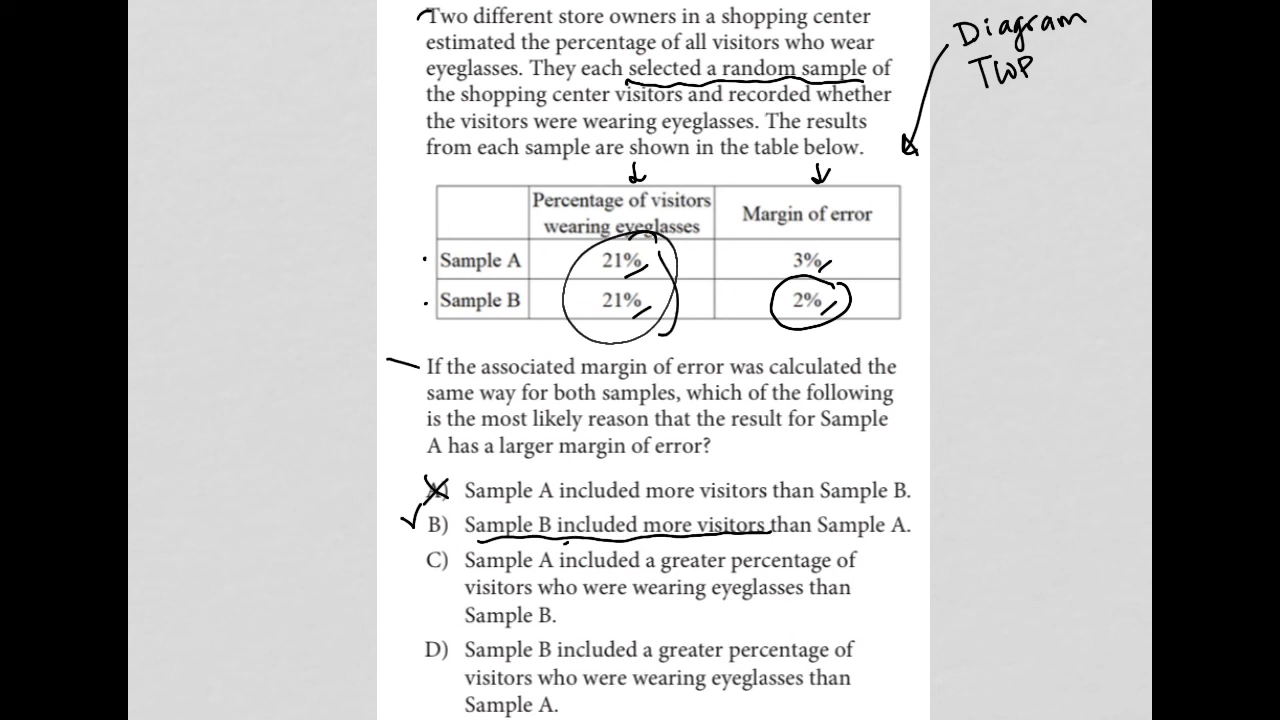 Two different store owners in a shopping center
estimated the percentage of all visitors who wear
eyeglasses. They each selected a random sample of
the shopping center visitors and recorded whether
the visitors were wearing eyeglasses. The results
from each sample are shown in the table below.
Diagram
TWP
Percentage of visitors
wearing eyeglasses
Margin of error
Sample A 21% 3%
Sample B 21% 2%
If the associated margin of error was calculated the
same way for both samples, which of the following
is the most likely reason that the result for Sample
A has a larger margin of error?
A) Sample A included more visitors than Sample B.
B) Sample B included more visitors than Sample A.
C) Sample A included a greater percentage of
visitors who were wearing eyeglasses than
Sample B.
D) Sample B included a greater percentage of
visitors who were wearing eyeglasses than
Sample A.